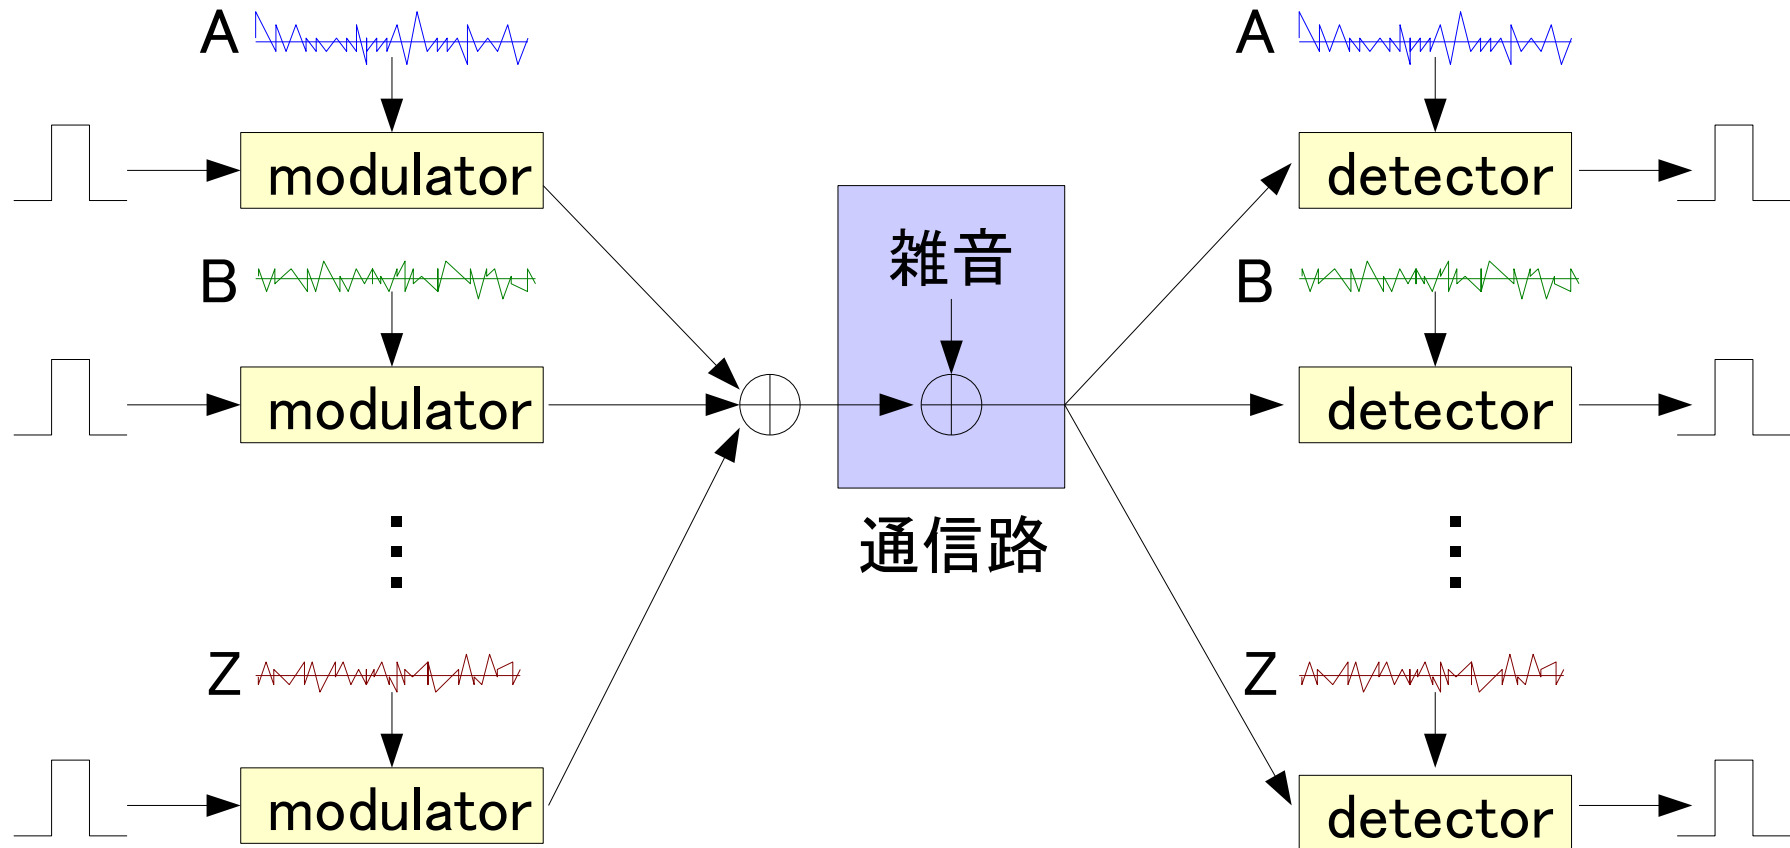 A
A
modulator
detector
雑音
B
B
modulator
detector
通信路
Z
Z
modulator
detector